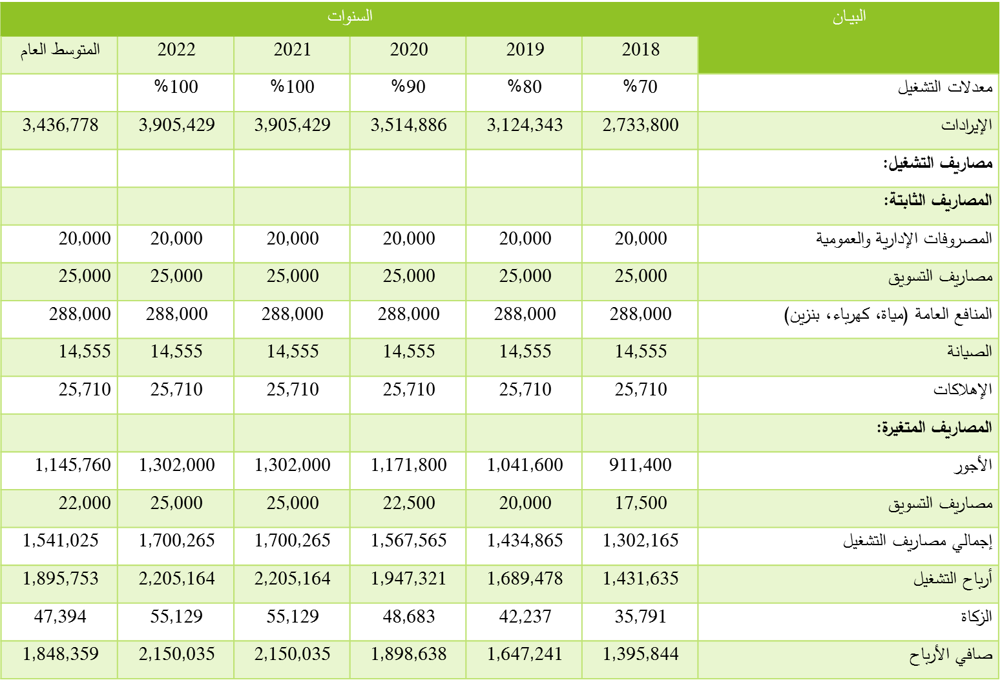 البيـان السنوات
2018 2019 2020 2021 2022 المتوسط العام
معدلات التشغيل %70 %80 %90 %100 %100
الإيرادات 2,733,800 3,124,343 3,514,886 3,905,429 3,905,429 3,436,778
مصاريف التشغيل:
المصاريف الثابتة:
المصروفات الإدارية والعمومية 20,000 20,000 20,000 20,000 20,000 20,000
مصاريف التسويق 25,000 25,000 25,000 25,000 25,000 25,000
المنافع العامة (مياة، كهرباء، بنزين) 288,000 288,000 288,000 288,000 288,000 288,000
الصيانة 14,555 14,555 14,555 14,555 14,555 14,555
الإهلاكات 25,710 25,710 25,710 25,710 25,710 25,710
المصاريف المتغيرة:
الأجور 911,400 1,041,600 1,171,800 1,302,000 1,302,000 1,145,760
مصاريف التسويق 17,500 20,000 22,500 25,000 25,000 22,000
إجمالي مصاريف التشغيل 1,302,165 1,434,865 1,567,565 1,700,265 1,700,265 1,541,025
أرباح التشغيل 1,431,635 1,689,478 1,947,321 2,205,164 2,205,164 1,895,753
الزكاة 35,791 42,237 48,683 55,129 55,129 47,394
صافي الأرباح 1,395,844 1,647,241 1,898,638 2,150,035 2,150,035 1,848,359